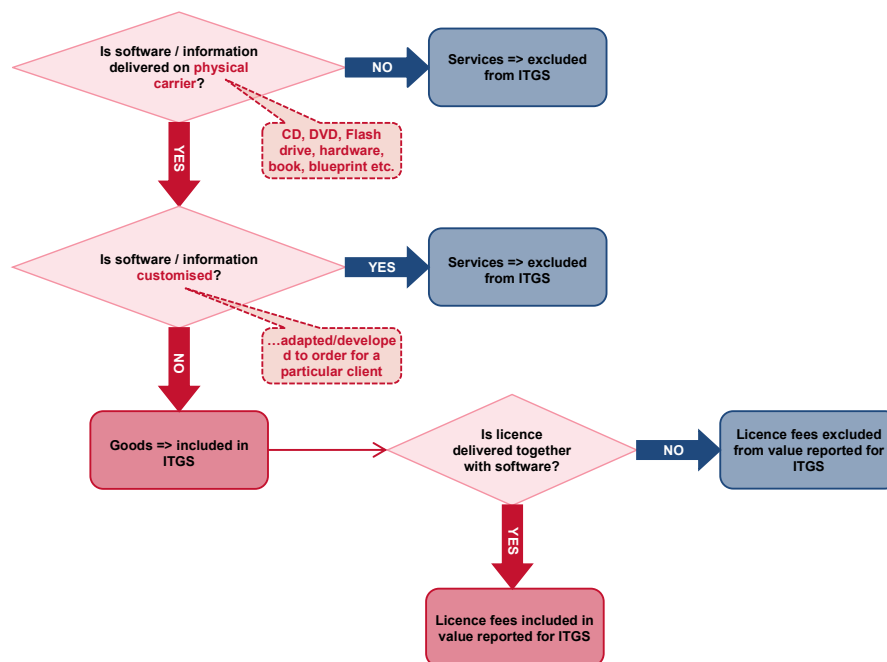 Is software / information
delivered on physical
carrier?
NO
Services => excluded
from ITGS
CD, DVD, Flash
drive, hardware,
book, blueprint etc.
YES
Is software / information
customised?
YES
Services => excluded
from ITGS
…adapted/develope
d to order for a
particular client
NO
Goods => included in
ITGS
Is licence
delivered together
with software?
NO
Licence fees excluded
from value reported for
ITGS
YES
Licence fees included in
value reported for ITGS